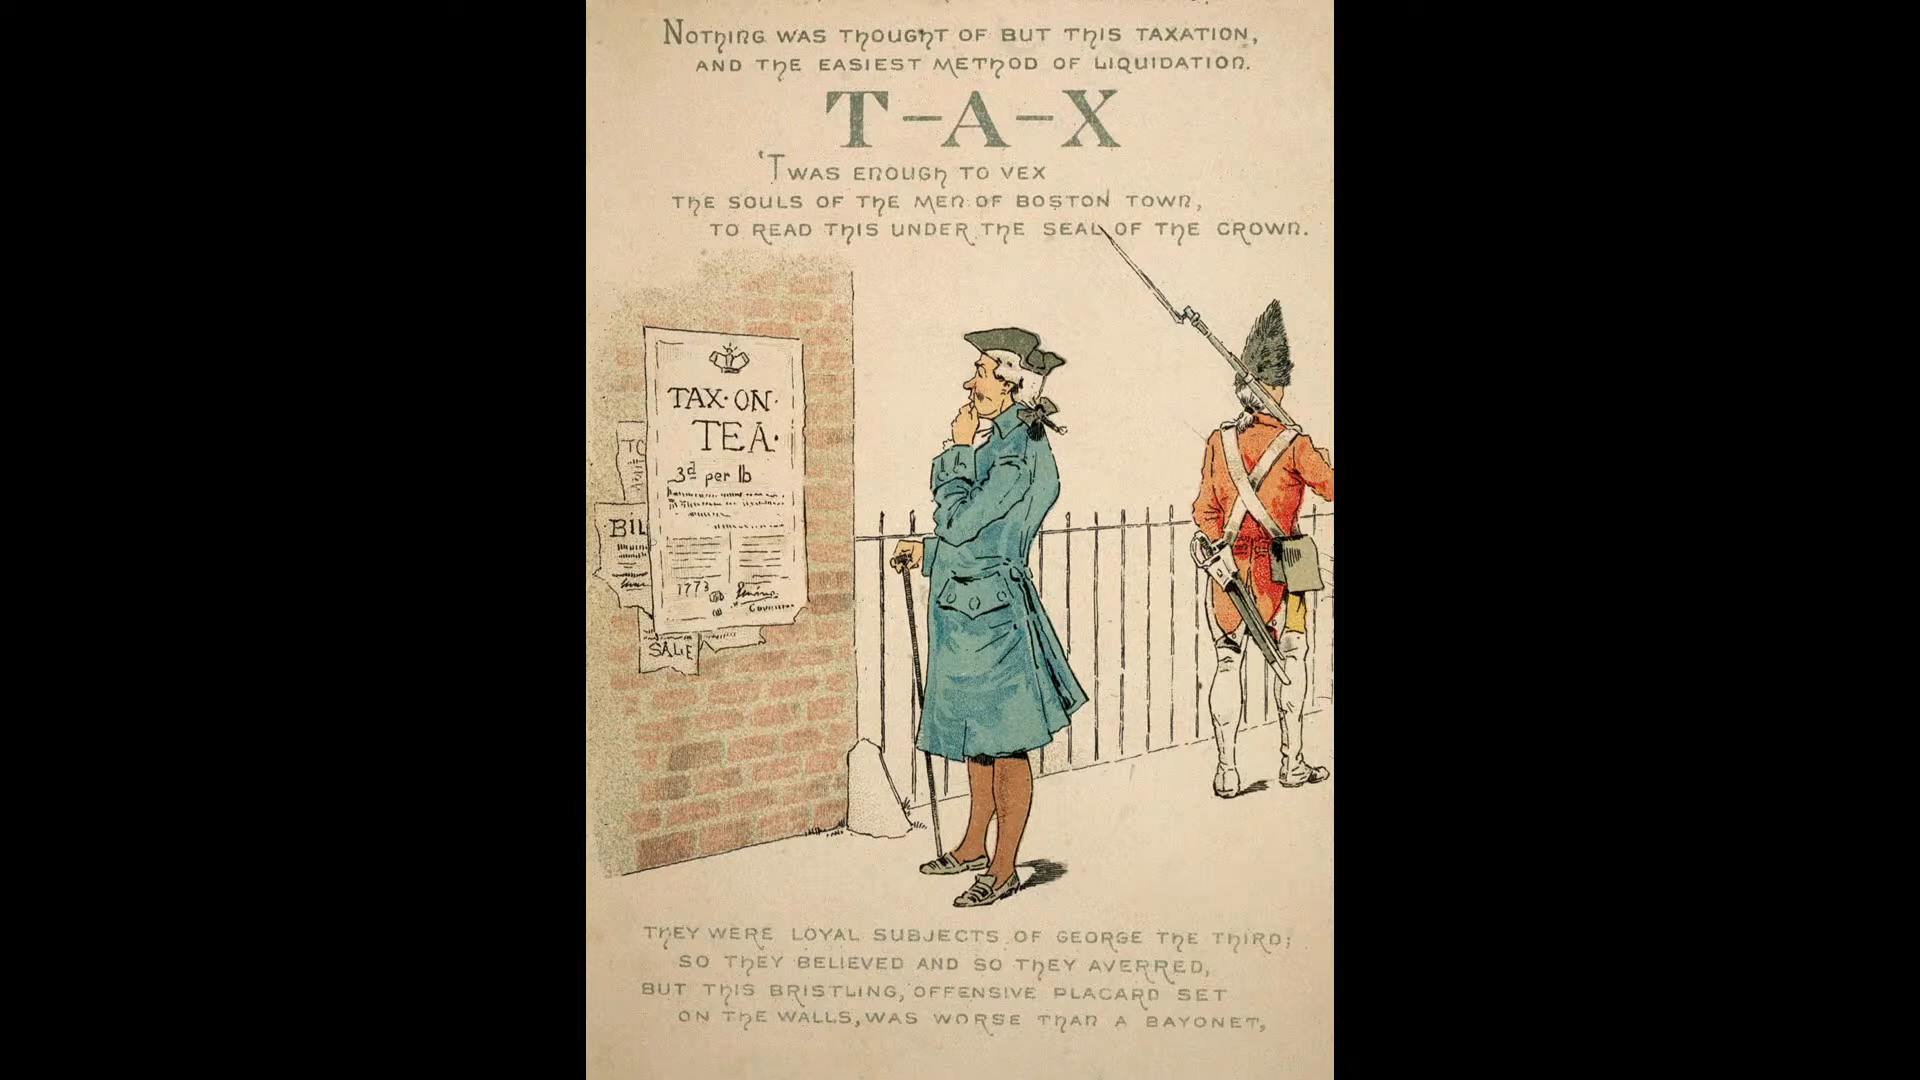 NOTHING WAS THOUGHT OF BUT THIS TAXATION,
AND THE EASIEST METHOD OF LIQUIDATION.
T-A-X
'TWAS ENOUGH TO VEX
THE SOULS OF THE MEN OF BOSTON TOWN,
TO READ THIS UNDER THE SEAL OF THE CROWN.
TAX·ON·
TEA·
3d per lb
1773
BIL
SALE
THEY WERE LOYAL SUBJECTS OF GEORGE THE THIRD;
SO THEY BELIEVED AND SO THEY AVERRED,
BUT THIS BRISTLING, OFFENSIVE PLACARD SET
ON THE WALLS, WAS WORSE THAN A BAYONET,